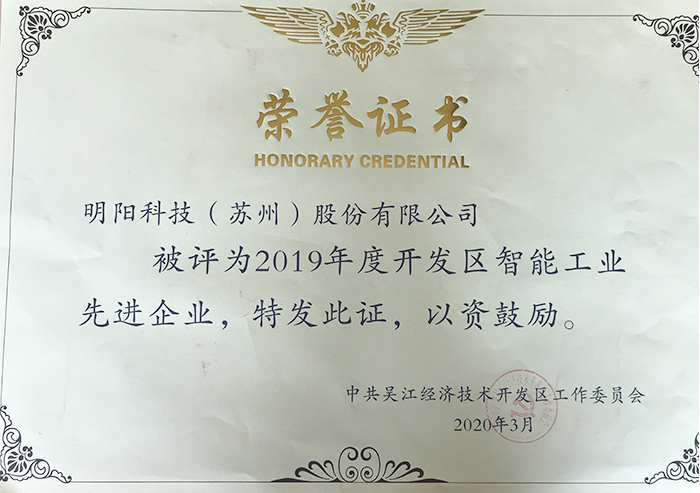 荣誉证书
HONORARY CREDENTIAL
明阳科技（苏州）股份有限公司
被评为2019年度开发区智能工业
先进企业，特发此证，以资鼓励。
中共吴江经济技术开发区工作委员会
2020年3月